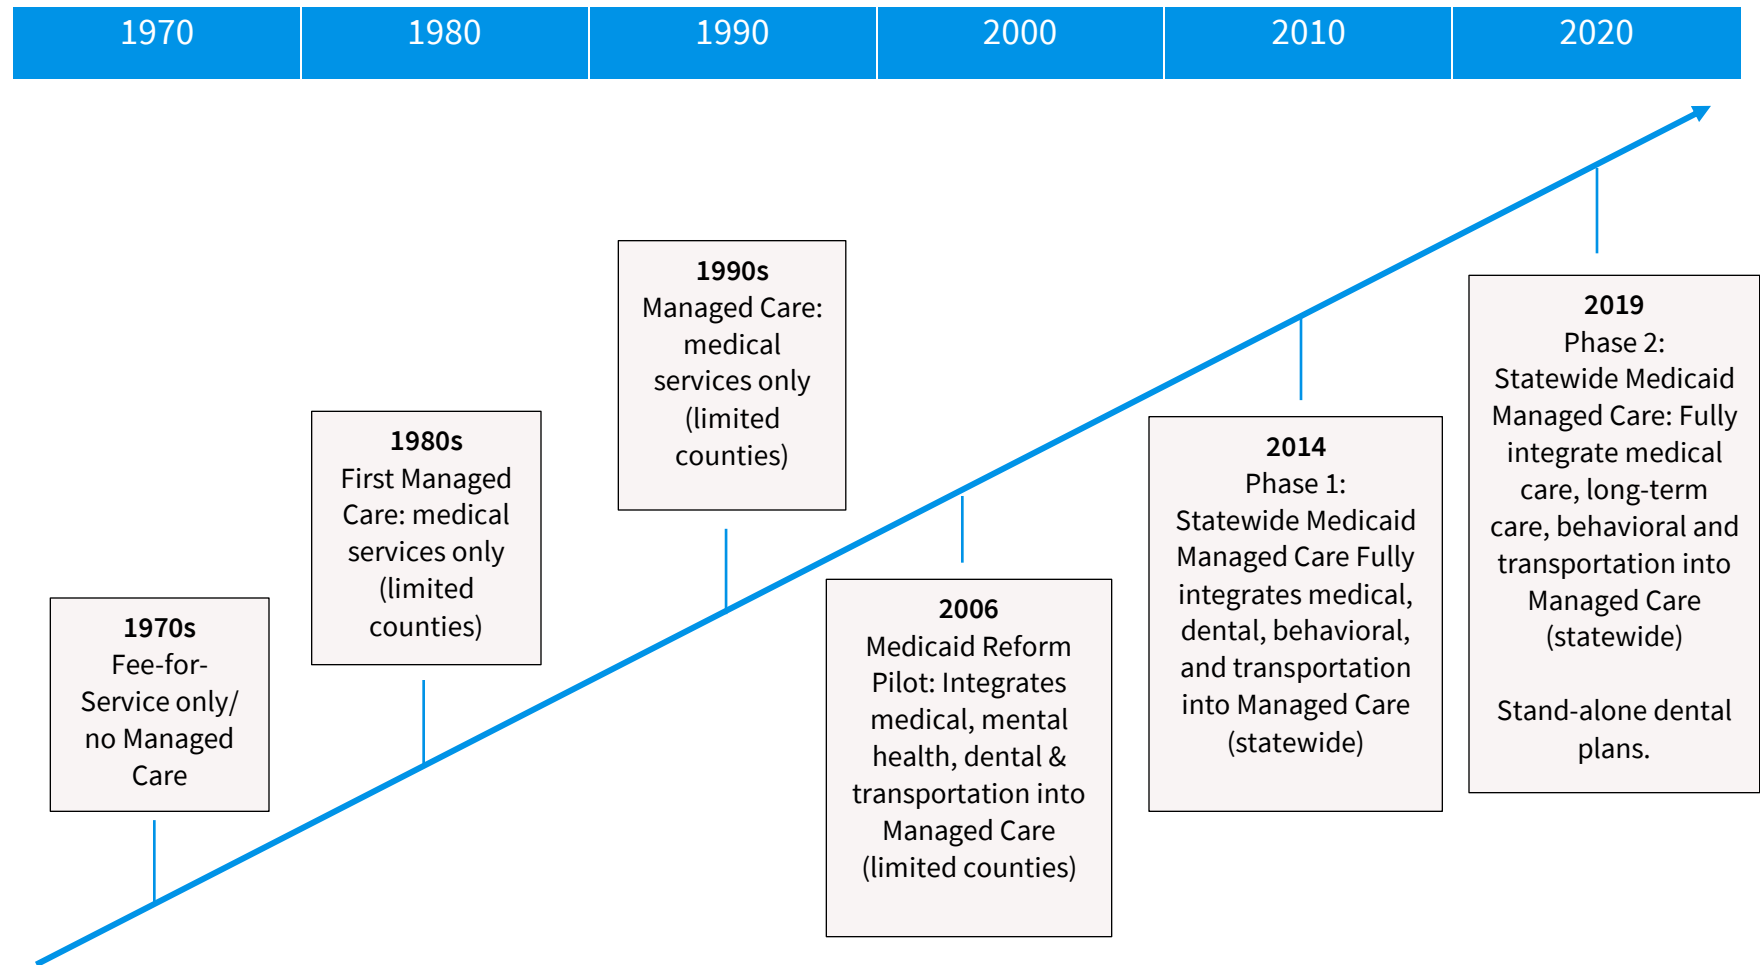 1970
1980
1990
2000
2010
2020
1970s
Fee-for-
Service only/
no Managed
Care
1980s
First Managed
Care: medical
services only
(limited
counties)
1990s
Managed Care:
medical
services only
(limited
counties)
2006
Medicaid Reform
Pilot: Integrates
medical, mental
health, dental &
transportation into
Managed Care
(limited counties)
2014
Phase 1:
Statewide Medicaid
Managed Care Fully
integrates medical,
dental, behavioral,
and transportation
into Managed Care
(statewide)
2019
Phase 2:
Statewide Medicaid
Managed Care: Fully
integrate medical
care, long-term
care, behavioral and
transportation into
Managed Care
(statewide)
Stand-alone dental
plans.